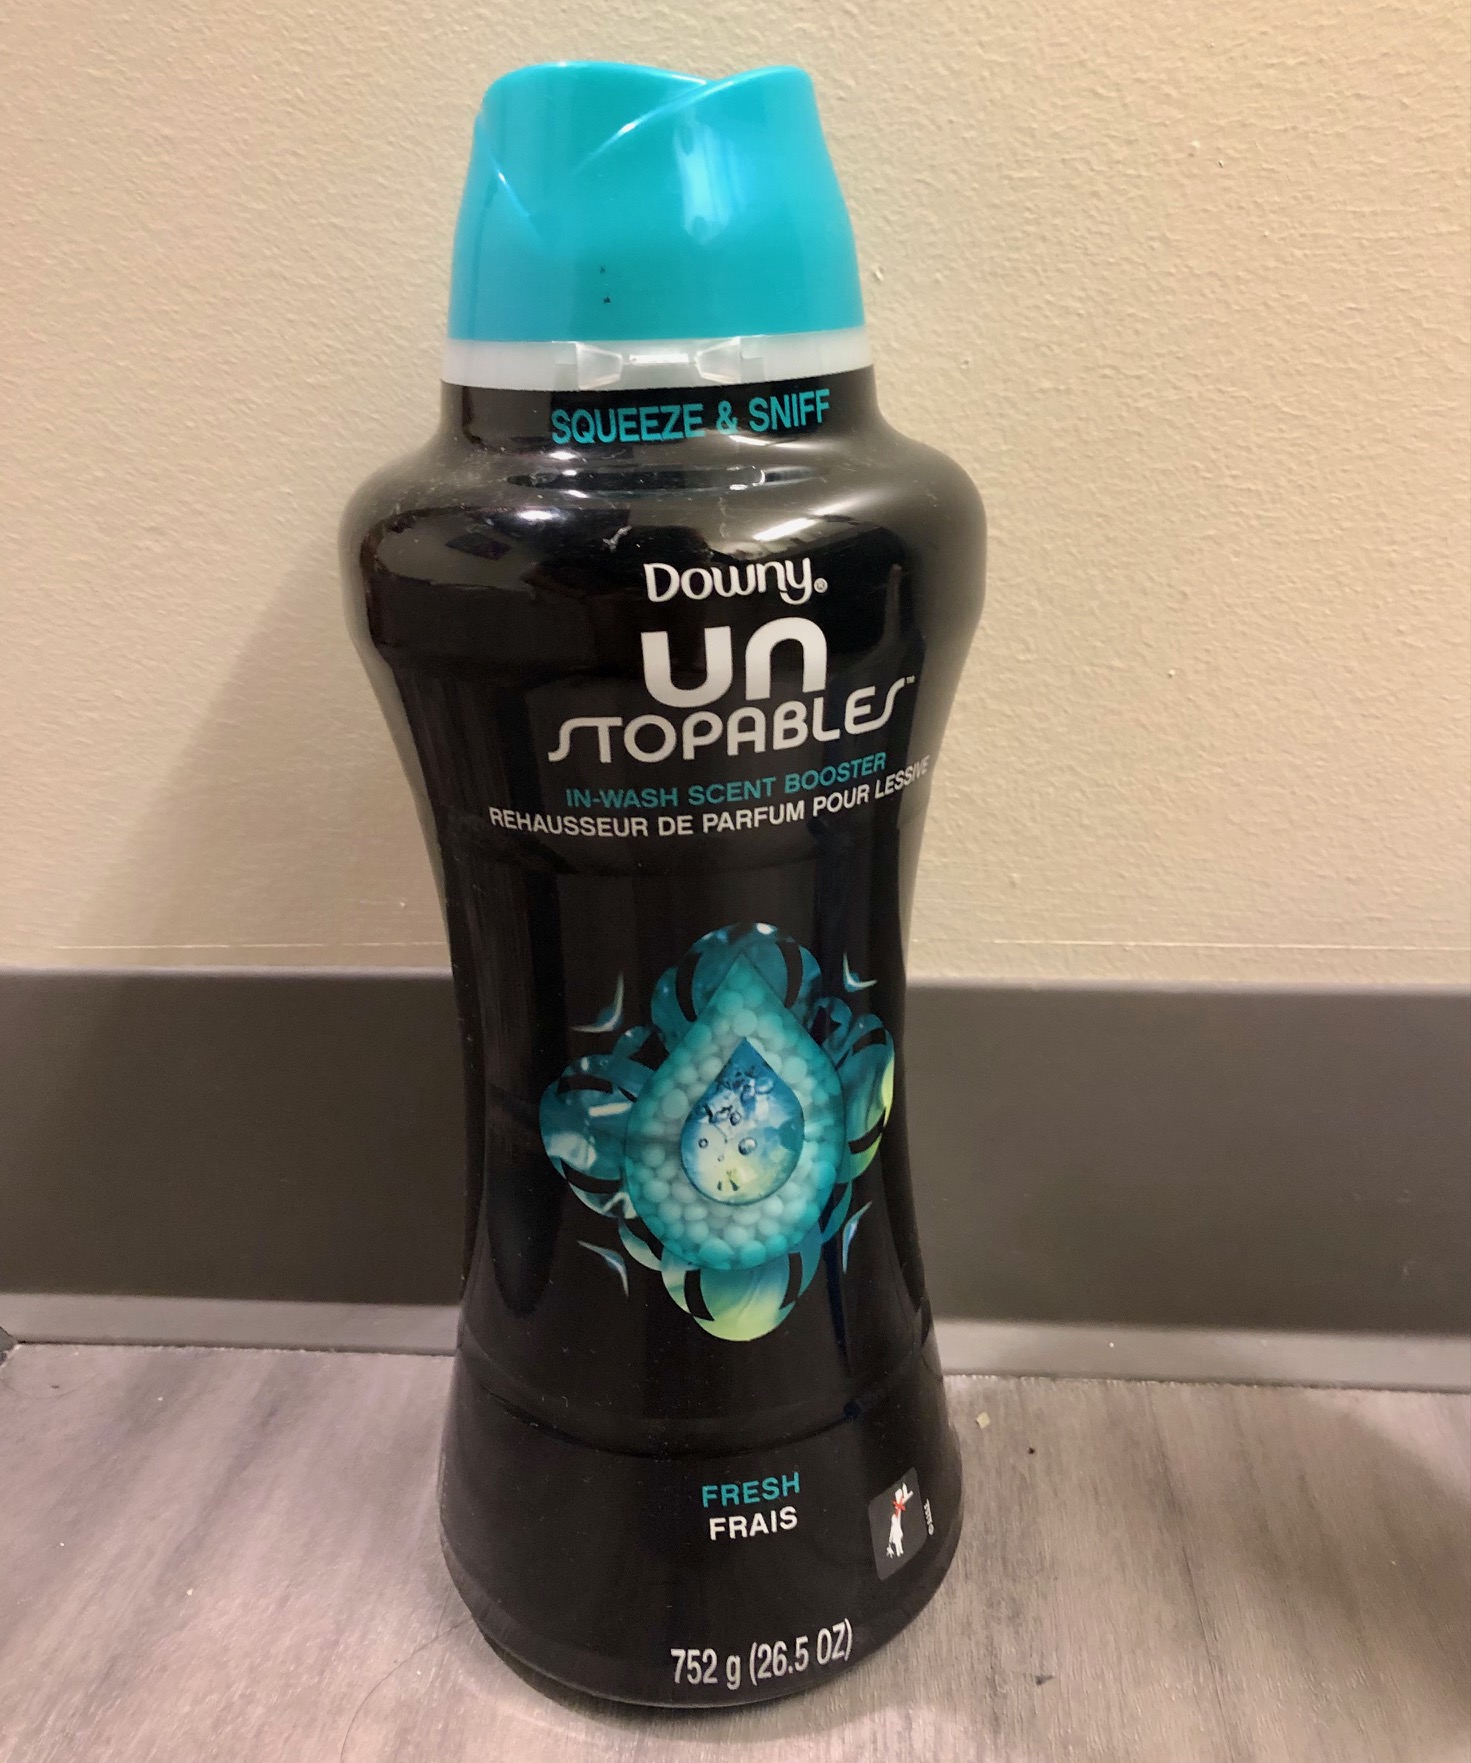 SQUEEZE & SNIFF
Downy®
UN
STOPABLES™
IN-WASH SCENT BOOSTER
REHAUSSEUR DE PARFUM POUR LESSIVE
FRESH
FRAIS
752 g (26.5 OZ)